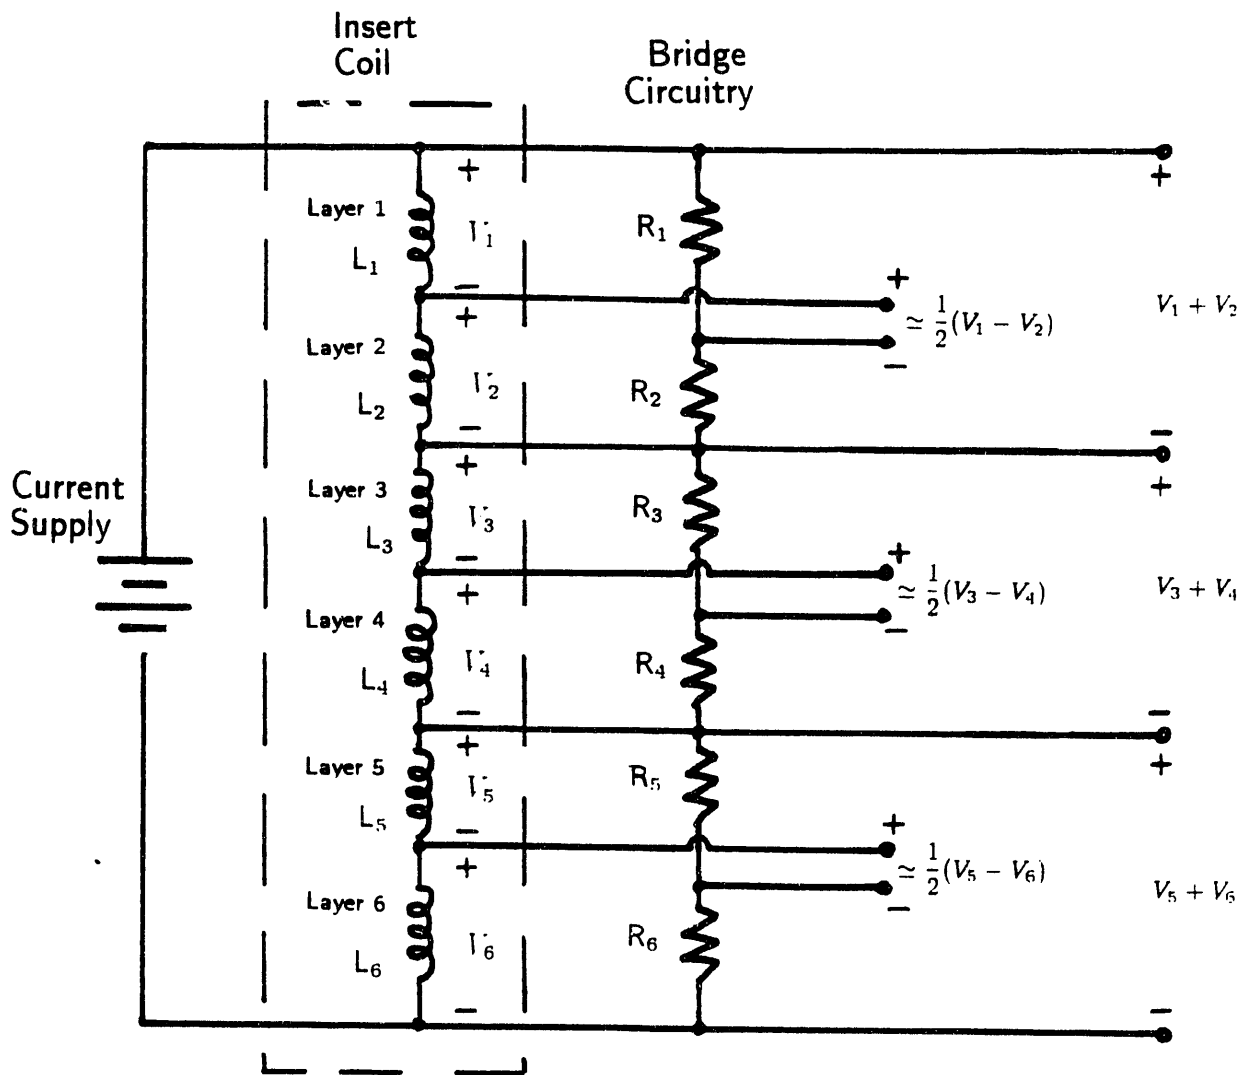 Insert
Coil
Bridge
Circuitry
+
+
Layer 1
V₁
R₁
L₁
+
−
≃ ½(V₁ − V₂)
V₁ + V₂
+
Layer 2
−
V₂
R₂
L₂
−
−
+
+
Current
Supply
Layer 3
V₃
R₃
L₃
+
−
≃ ½(V₃ − V₄)
V₃ + V₄
+
Layer 4
−
V₄
R₄
L₄
−
−
+
+
Layer 5
V₅
R₅
L₅
+
−
≃ ½(V₅ − V₆)
V₅ + V₆
+
Layer 6
−
V₆
R₆
L₆
−
−